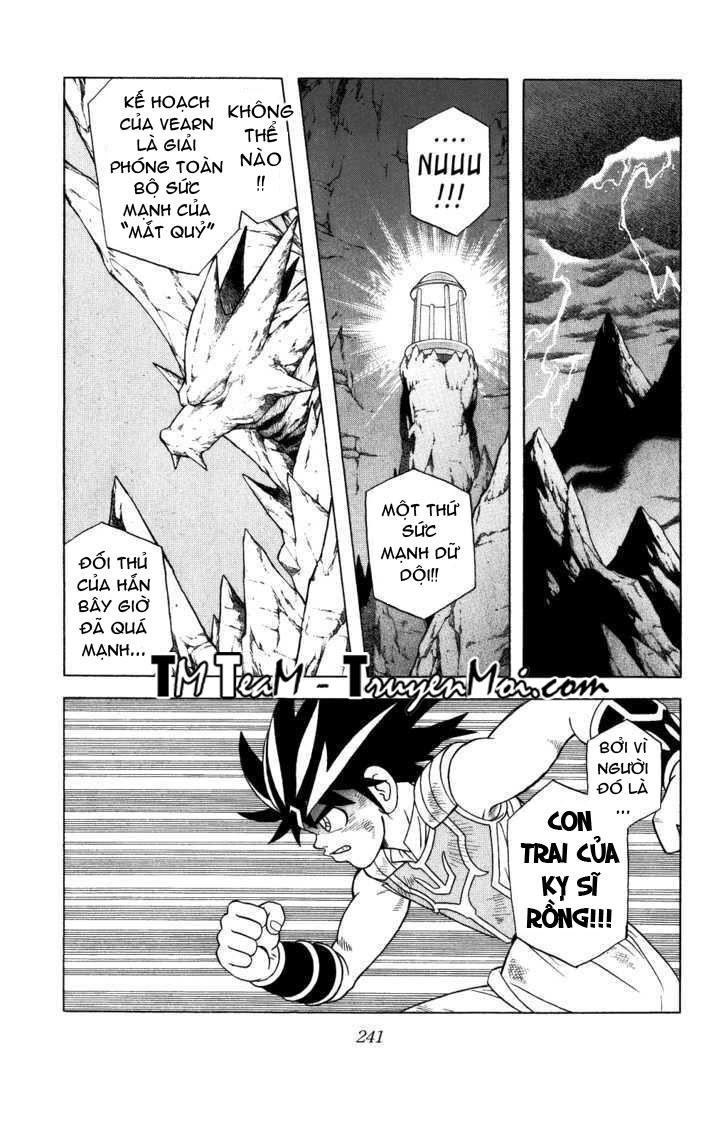 ....
NUUU
!!!
MỘT THỨ
SỨC
MẠNH DỮ
DỘI!!
KHÔNG
THỂ
NÀO
!!
KẾ HOẠCH
CỦA VEARN
LÀ GIẢI
PHÓNG TOÀN
BỘ SỨC
MẠNH CỦA
“MẮT QUỶ”
ĐỐI THỦ
CỦA HẮN
BÂY GIỜ
ĐÃ QUÁ
MẠNH...
TM TEAM - TRUYENMOI.COM
BỞI VÌ
NGƯỜI
ĐÓ LÀ
...
CON
TRAI CỦA
KỴ SĨ
RỒNG!!!
241